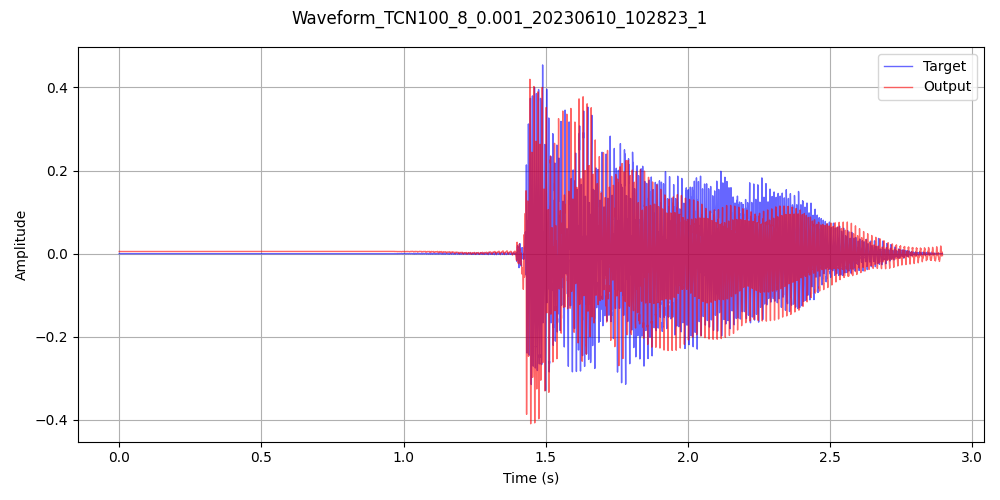 Waveform_TCN100_8_0.001_20230610_102823_1
Target
Output
Amplitude
0.4
0.2
0.0
−0.2
−0.4
0.0 0.5 1.0 1.5 2.0 2.5 3.0
Time (s)